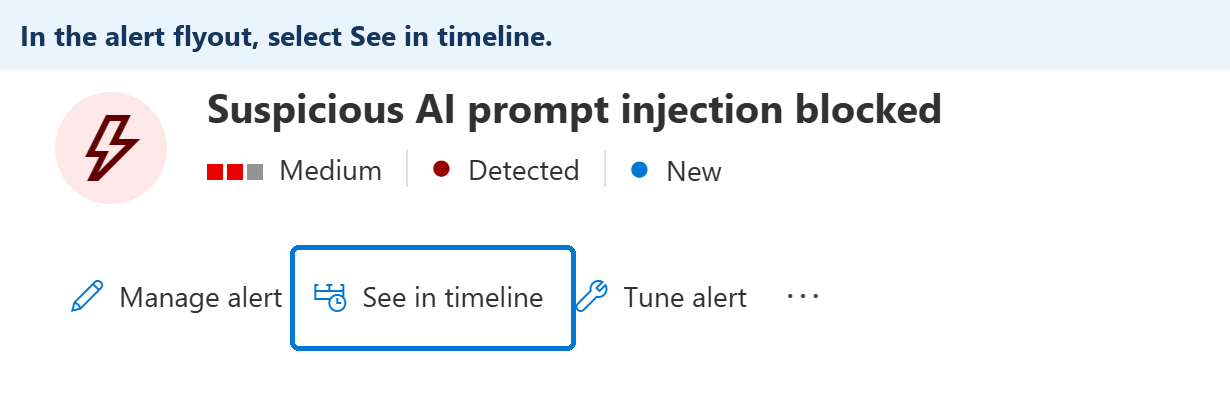 In the alert flyout, select See in timeline.
Suspicious AI prompt injection blocked
Medium Detected New
Manage alert See in timeline Tune alert ...